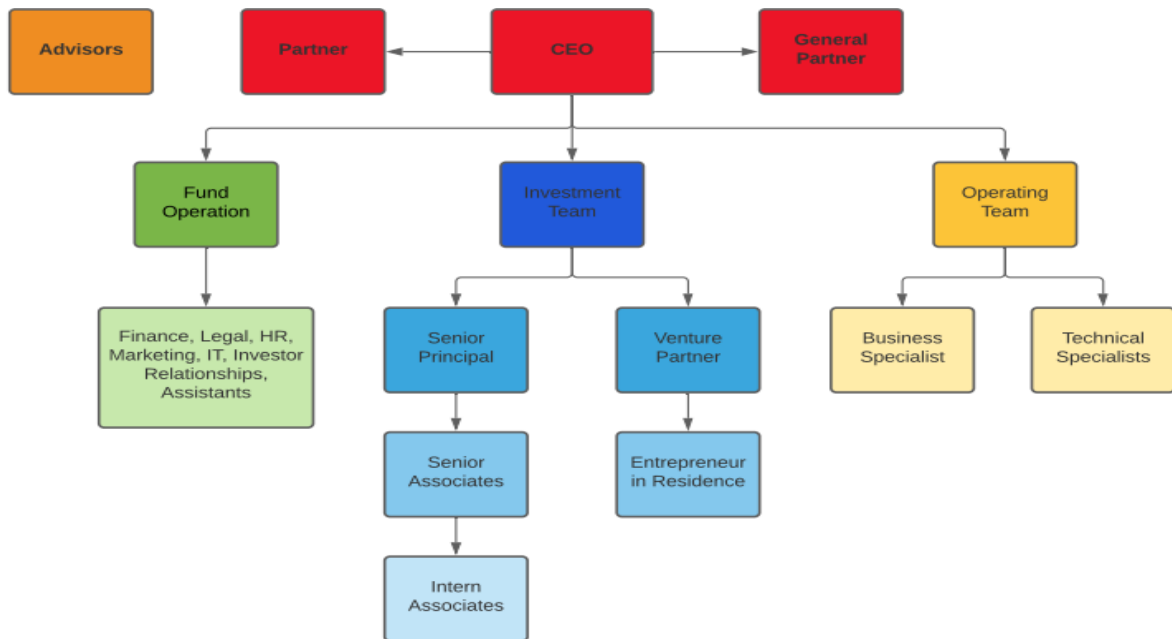 Advisors
Partner
CEO
General
Partner
Fund
Operation
Investment
Team
Operating
Team
Finance, Legal, HR,
Marketing, IT, Investor
Relationships,
Assistants
Senior
Principal
Venture
Partner
Business
Specialist
Technical
Specialists
Senior
Associates
Entrepreneur
in Residence
Intern
Associates